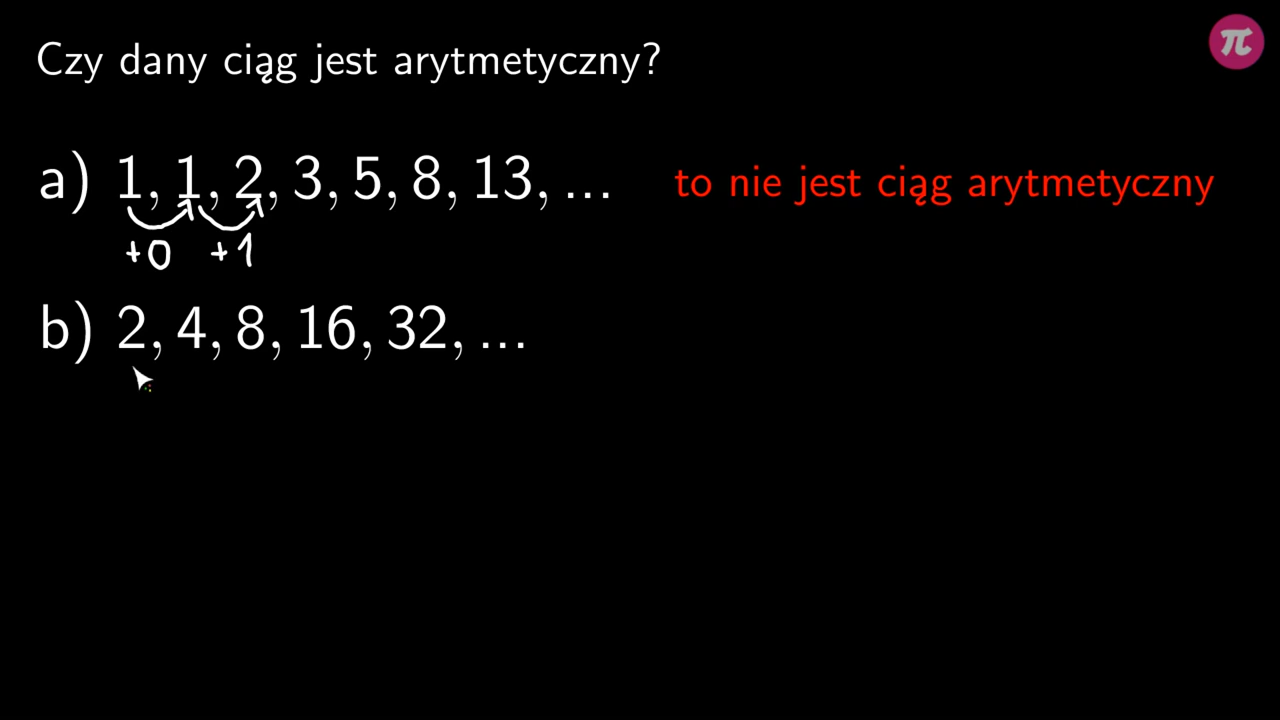 Czy dany ciąg jest arytmetyczny?
π
a) 1, 1, 2, 3, 5, 8, 13, ... to nie jest ciąg arytmetyczny
+0 +1
b) 2, 4, 8, 16, 32, ...